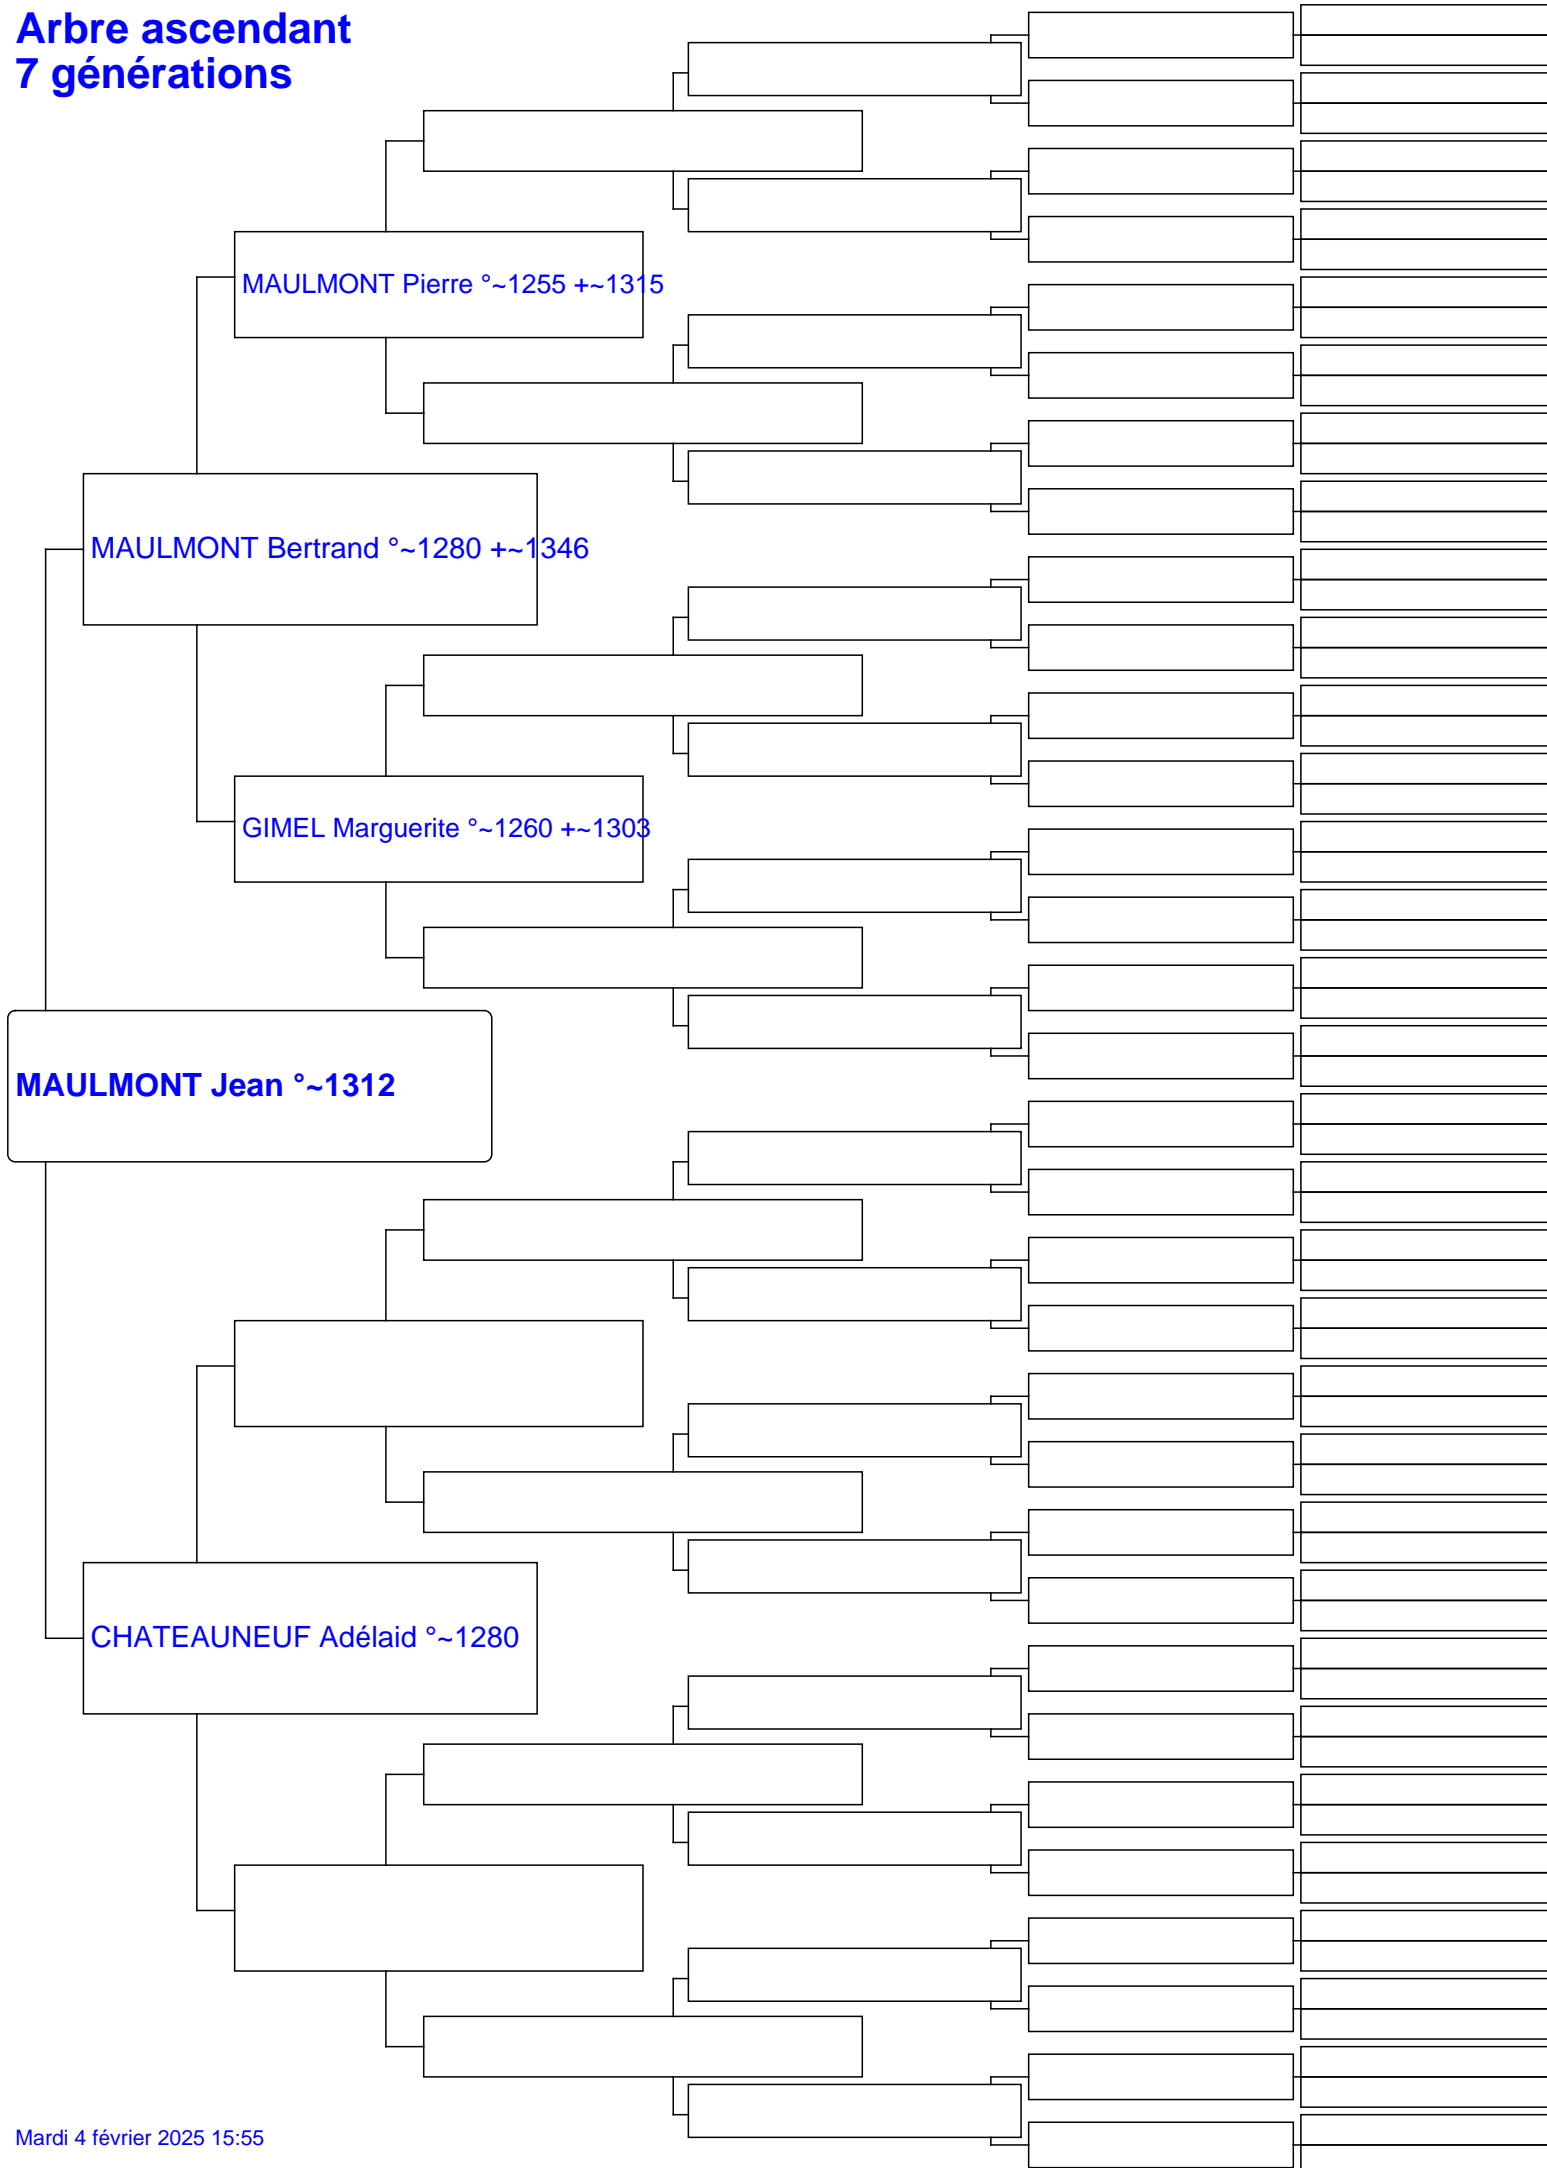 Arbre ascendant
7 générations
MAULMONT Pierre °~1255 +~1315
MAULMONT Bertrand °~1280 +~1346
GIMEL Marguerite °~1260 +~1303
MAULMONT Jean °~1312
CHATEAUNEUF Adélaid °~1280
Mardi 4 février 2025 15:55